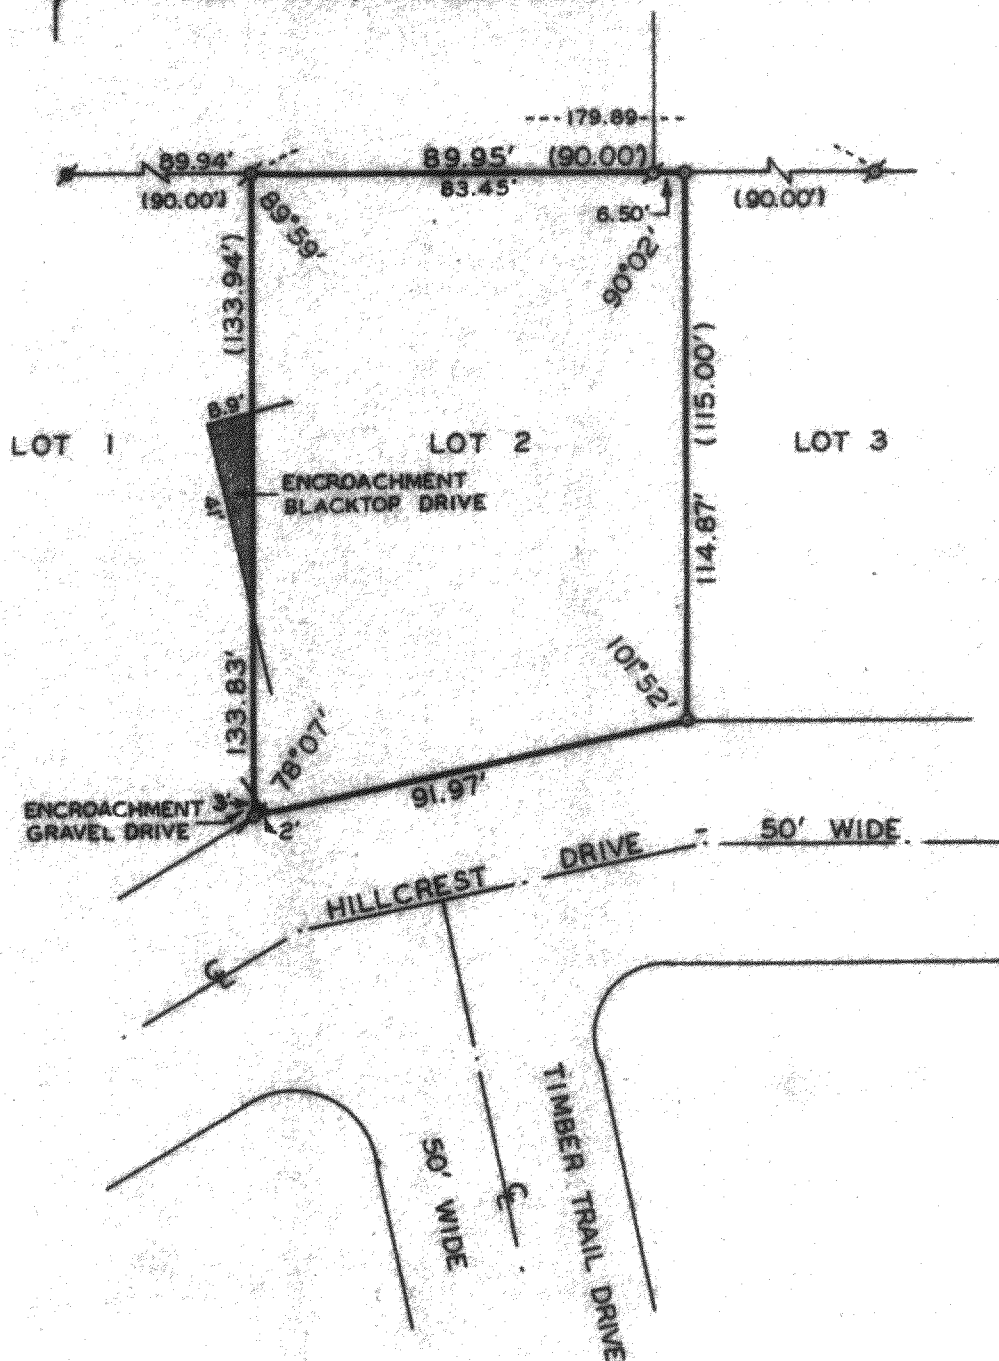 179.89
89.94'
89.95' (90.00')
83.45'
(90.00')
6.50'
(90.00')
89°59'
90°02'
(133.94')
(115.00')
8.9'
LOT 1
LOT 2
LOT 3
ENCROACHMENT
BLACKTOP DRIVE
41'
114.87'
101°52'
133.83'
78°07'
91.97'
ENCROACHMENT 3'
GRAVEL DRIVE
2'
50' WIDE
HILLCREST DRIVE
℄
TIMBER TRAIL DRIVE
50' WIDE
℄